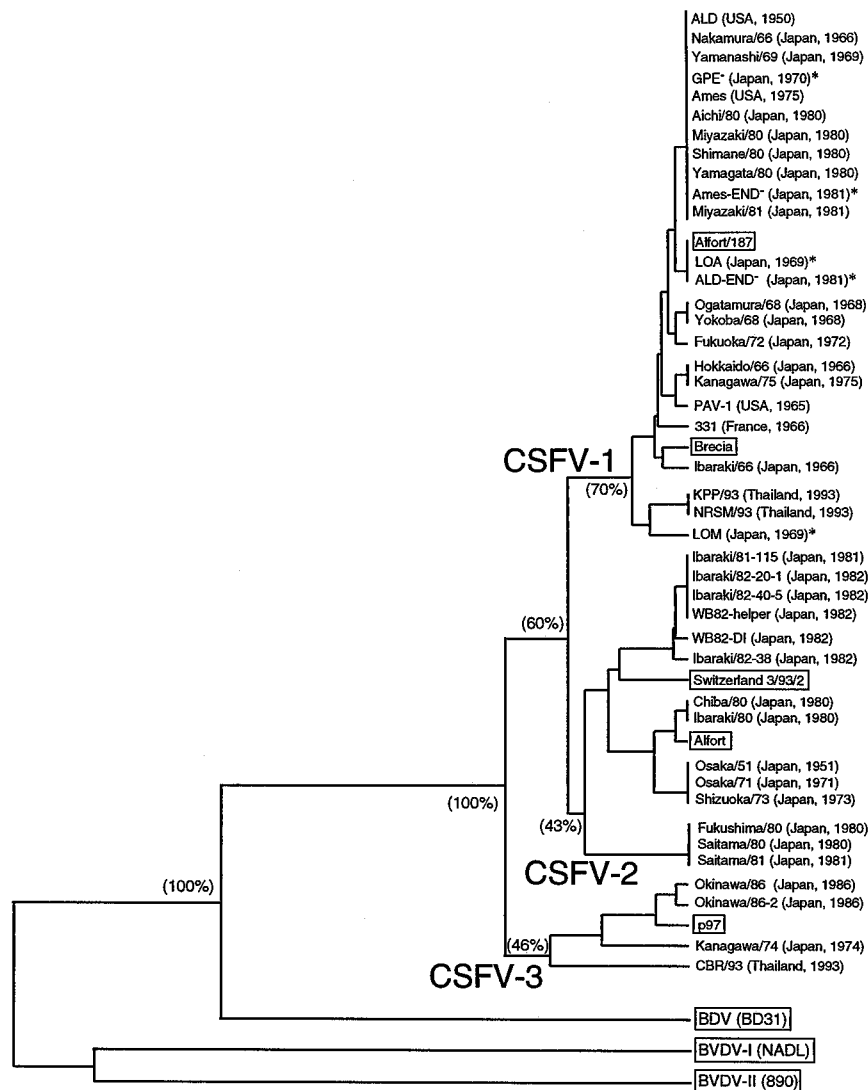 ALD (USA, 1950)
Nakamura/66 (Japan, 1966)
Yamanashi/69 (Japan, 1969)
GPE- (Japan, 1970)*
Ames (USA, 1975)
Aichi/80 (Japan, 1980)
Miyazaki/80 (Japan, 1980)
Shimane/80 (Japan, 1980)
Yamagata/80 (Japan, 1980)
Ames-END- (Japan, 1981)*
Miyazaki/81 (Japan, 1981)
Alfort/187
LOA (Japan, 1969)*
ALD-END- (Japan, 1981)*
Ogatamura/68 (Japan, 1968)
Yokoba/68 (Japan, 1968)
Fukuoka/72 (Japan, 1972)
Hokkaido/66 (Japan, 1966)
Kanagawa/75 (Japan, 1975)
PAV-1 (USA, 1965)
331 (France, 1966)
Brecia
CSFV-1
Ibaraki/66 (Japan, 1966)
(70%)
KPP/93 (Thailand, 1993)
NRSM/93 (Thailand, 1993)
LOM (Japan, 1969)*
Ibaraki/81-115 (Japan, 1981)
Ibaraki/82-20-1 (Japan, 1982)
Ibaraki/82-40-5 (Japan, 1982)
WB82-helper (Japan, 1982)
(60%)
WB82-DI (Japan, 1982)
Ibaraki/82-38 (Japan, 1982)
Switzerland 3/93/2
Chiba/80 (Japan, 1980)
Ibaraki/80 (Japan, 1980)
Alfort
Osaka/51 (Japan, 1951)
Osaka/71 (Japan, 1971)
Shizuoka/73 (Japan, 1973)
(100%)
(43%)
Fukushima/80 (Japan, 1980)
Saitama/80 (Japan, 1980)
Saitama/81 (Japan, 1981)
CSFV-2
(100%)
Okinawa/86 (Japan, 1986)
Okinawa/86-2 (Japan, 1986)
p97
(46%)
Kanagawa/74 (Japan, 1974)
CSFV-3
CBR/93 (Thailand, 1993)
BDV (BD31)
BVDV-I (NADL)
BVDV-II (890)